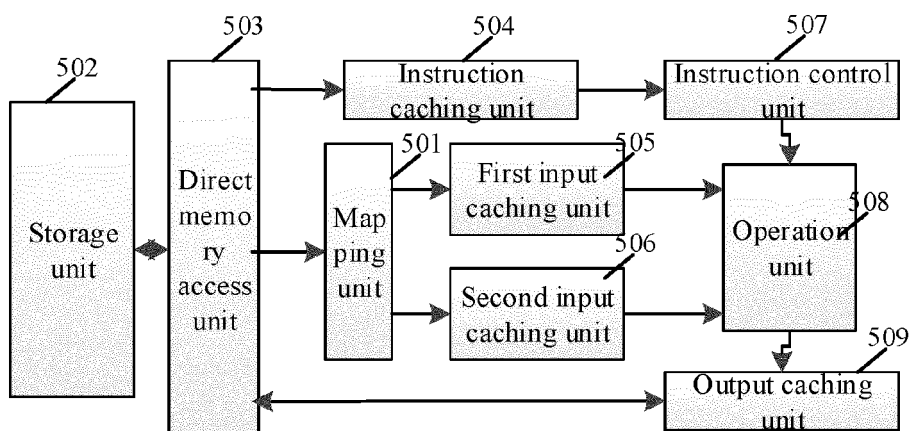 502
503
504
507
Storage
unit
Direct
memo
ry
access
unit
Instruction
caching unit
Instruction control
unit
501
Map
ping
unit
505
First input
caching unit
506
Second input
caching unit
508
Operation
unit
509
Output caching
unit